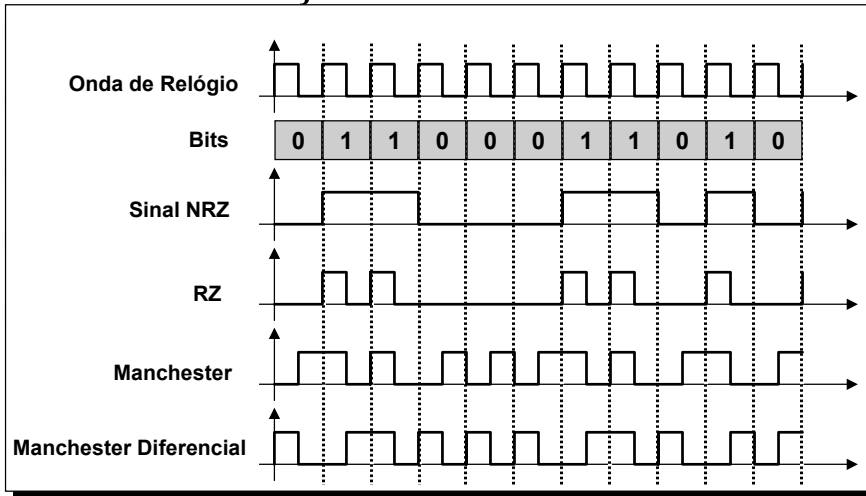 Onda de Relógio
Bits 0 1 1 0 0 0 1 1 0 1 0
Sinal NRZ
RZ
Manchester
Manchester Diferencial